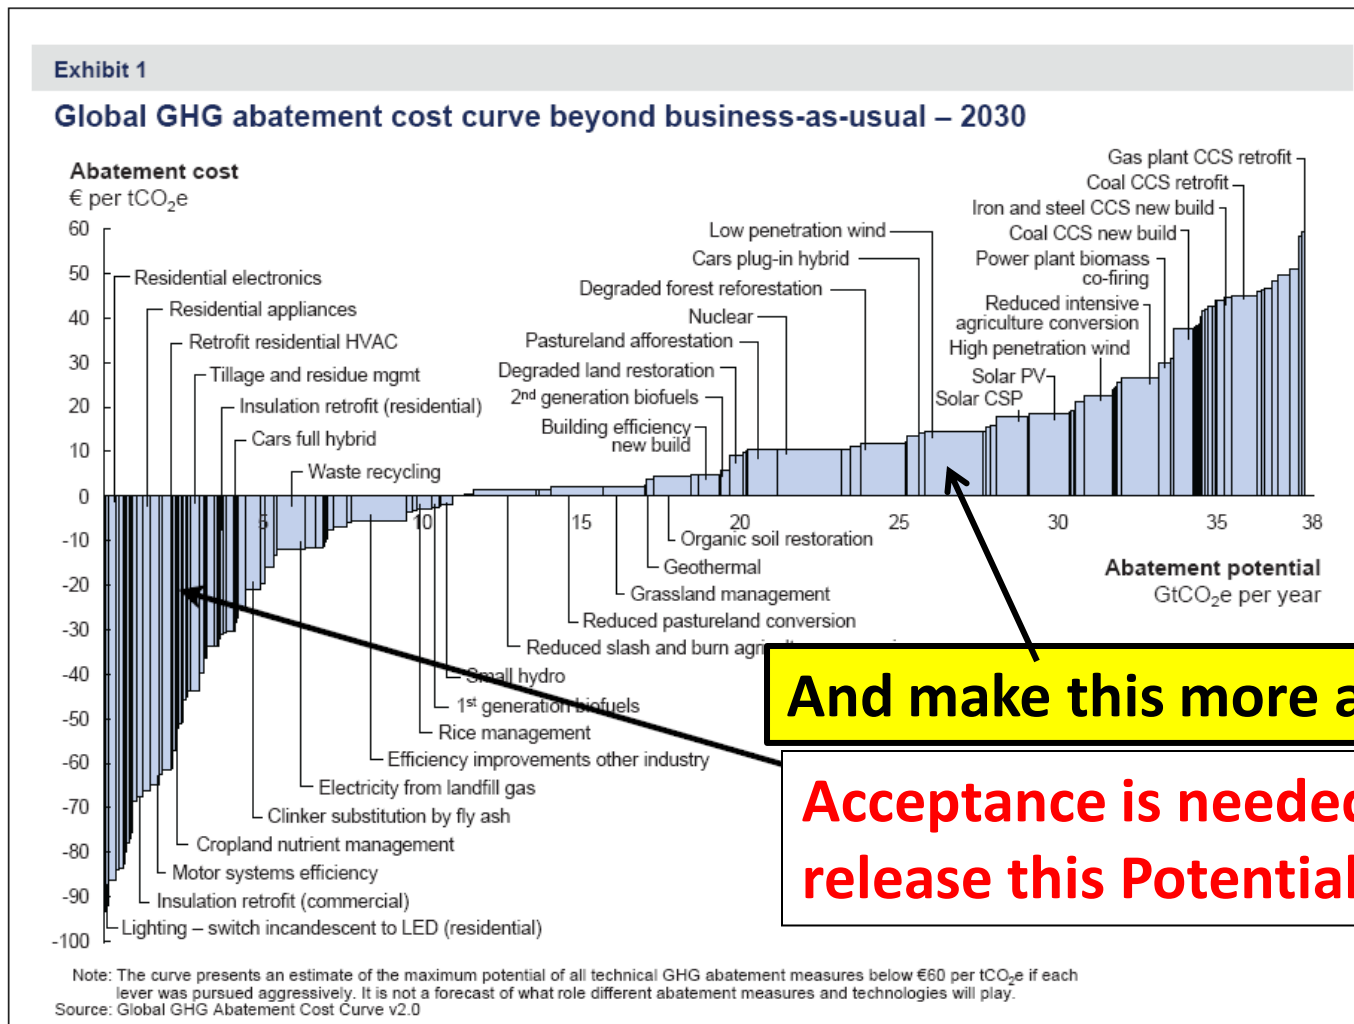 Exhibit 1
Global GHG abatement cost curve beyond business-as-usual – 2030
Abatement cost
€ per tCO2e
60
50
40
30
20
10
0
-10
-20
-30
-40
-50
-60
-70
-80
-90
-100
Residential electronics
Residential appliances
Retrofit residential HVAC
Tillage and residue mgmt
Insulation retrofit (residential)
Cars full hybrid
Waste recycling
Gas plant CCS retrofit
Coal CCS retrofit
Iron and steel CCS new build
Low penetration wind
Coal CCS new build
Cars plug-in hybrid
Power plant biomass
co-firing
Degraded forest reforestation
Reduced intensive
agriculture conversion
Nuclear
Pastureland afforestation
High penetration wind
Degraded land restoration
Solar PV
2nd generation biofuels
Solar CSP
Building efficiency
new build
5
10
15
20
25
30
35
38
Organic soil restoration
Geothermal
Grassland management
Reduced pastureland conversion
Reduced slash and burn
Small hydro
1st generation biofuels
Rice management
Efficiency improvements other industry
Electricity from landfill gas
Clinker substitution by fly ash
Cropland nutrient management
Motor systems efficiency
Insulation retrofit (commercial)
Lighting – switch incandescent to LED (residential)
Abatement potential
GtCO2e per year
And make this more a
Acceptance is needed
release this Potential
Note: The curve presents an estimate of the maximum potential of all technical GHG abatement measures below €60 per tCO2e if each
lever was pursued aggressively. It is not a forecast of what role different abatement measures and technologies will play.
Source: Global GHG Abatement Cost Curve v2.0